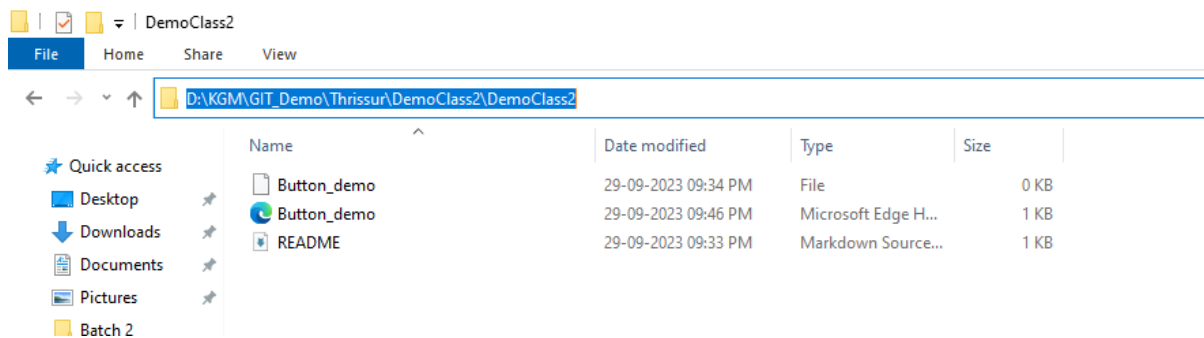 DemoClass2
File Home Share View
D:\KGM\GIT_Demo\Thrissur\DemoClass2\DemoClass2
Name Date modified Type Size
Quick access
Button_demo 29-09-2023 09:34 PM File 0 KB
Desktop
Button_demo 29-09-2023 09:46 PM Microsoft Edge H... 1 KB
Downloads
README 29-09-2023 09:33 PM Markdown Source... 1 KB
Documents
Pictures
Batch 2